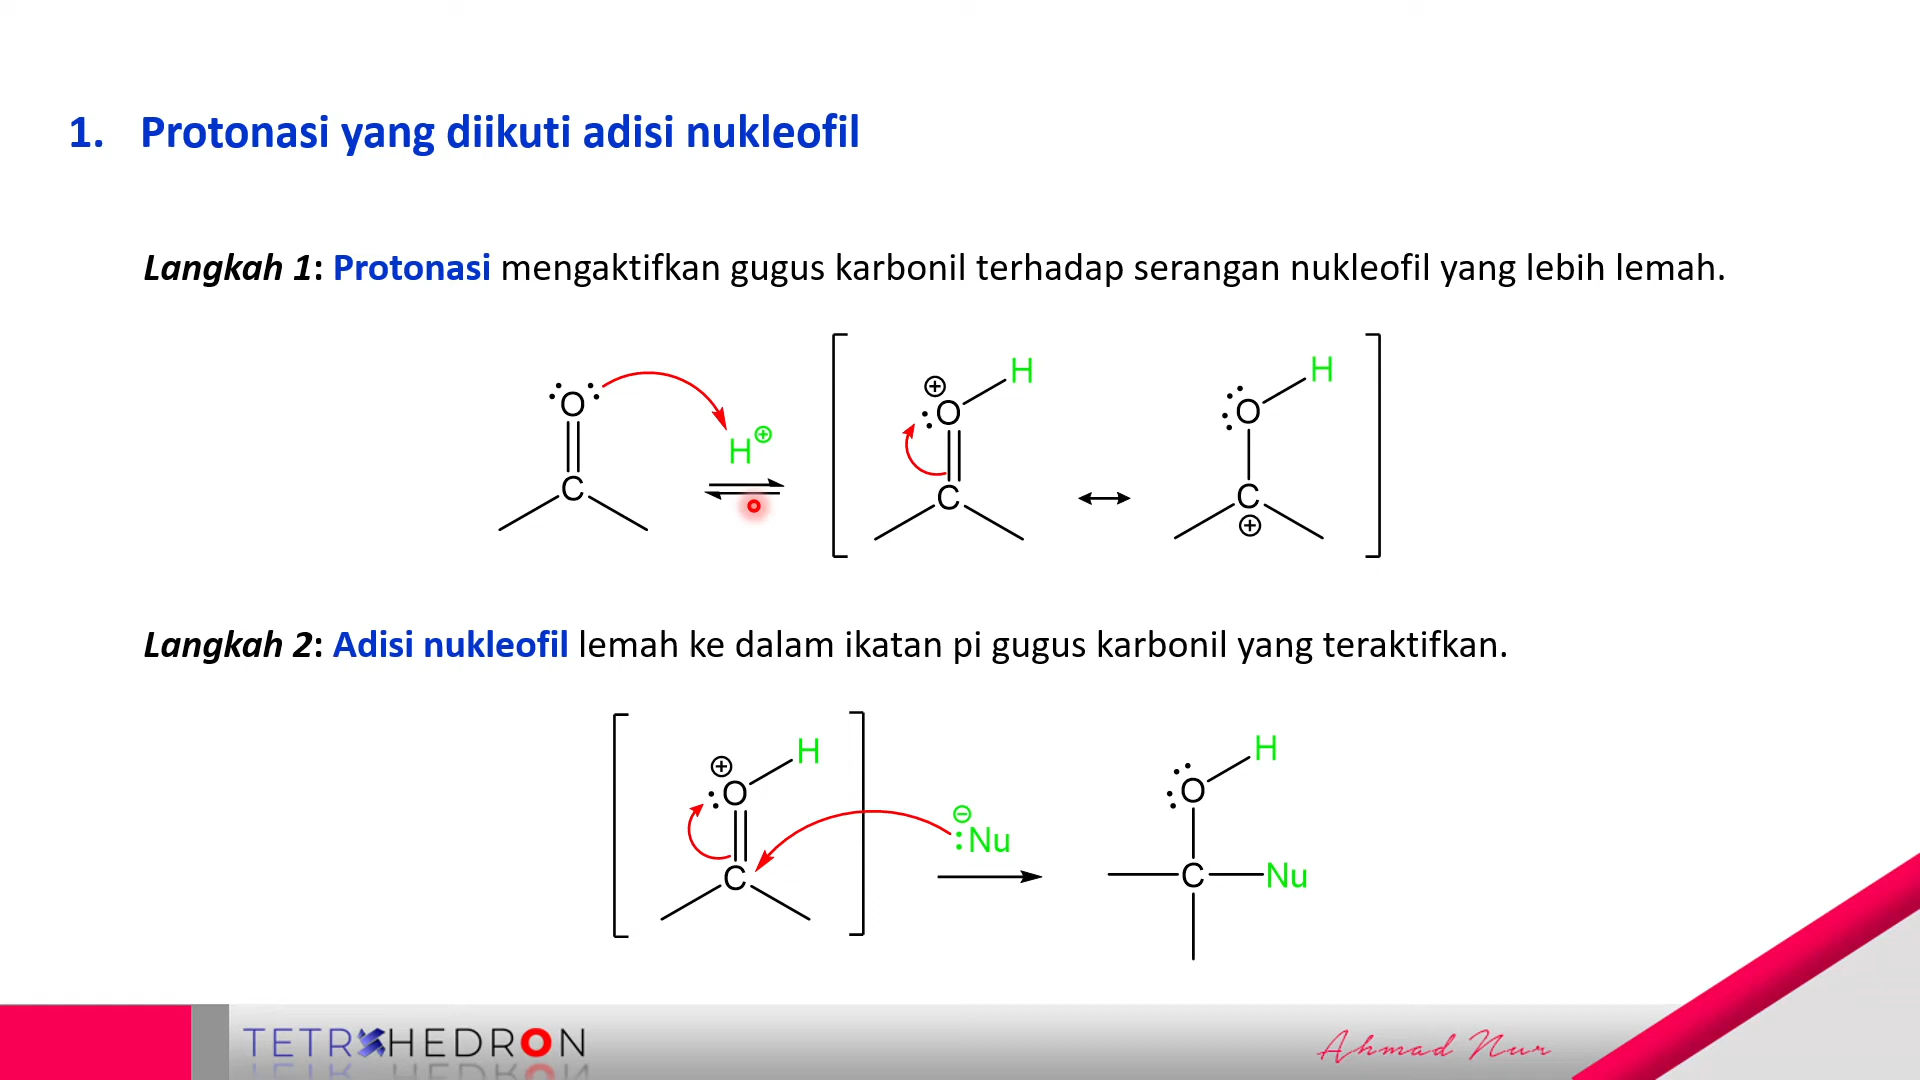 1. Protonasi yang diikuti adisi nukleofil
Langkah 1: Protonasi mengaktifkan gugus karbonil terhadap serangan nukleofil yang lebih lemah.
O
C
H⊕
⊕
O
H
C
O
H
C
⊕
Langkah 2: Adisi nukleofil lemah ke dalam ikatan pi gugus karbonil yang teraktifkan.
⊕
O
H
C
⊖
:Nu
O
H
C
Nu
TETRAHEDRON
Ahmad Nur